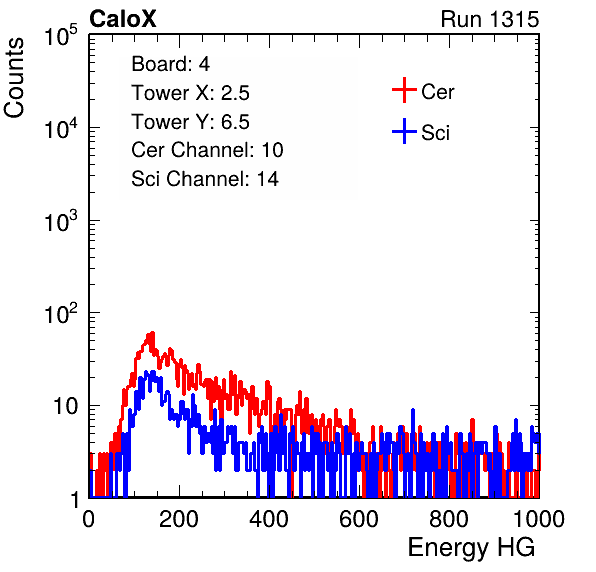 CaloX Run 1315
Counts
10^5
10^4
10^3
10^2
10
1
Board: 4
Tower X: 2.5
Tower Y: 6.5
Cer Channel: 10
Sci Channel: 14
Cer
Sci
0 200 400 600 800 1000
Energy HG